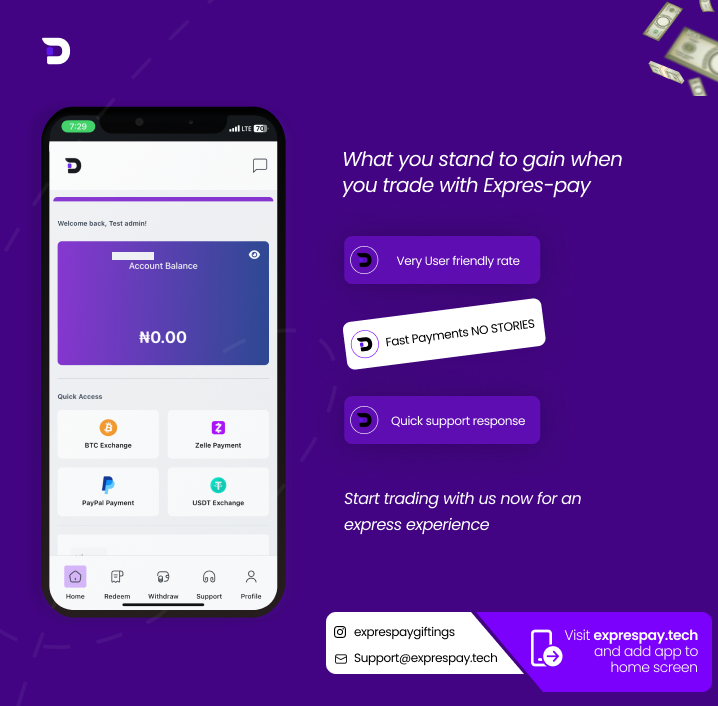 7:29
LTE
70
Welcome back, Test admin!
Account Balance
₦0.00
Quick Access
BTC Exchange
Zelle Payment
PayPal Payment
USDT Exchange
Home
Redeem
Withdraw
Support
Profile
What you stand to gain when
you trade with Expres-pay
Very User friendly rate
Fast Payments NO STORIES
Quick support response
Start trading with us now for an
express experience
exprespaygiftings
Support@exprespay.tech
Visit exprespay.tech
and add app to
home screen